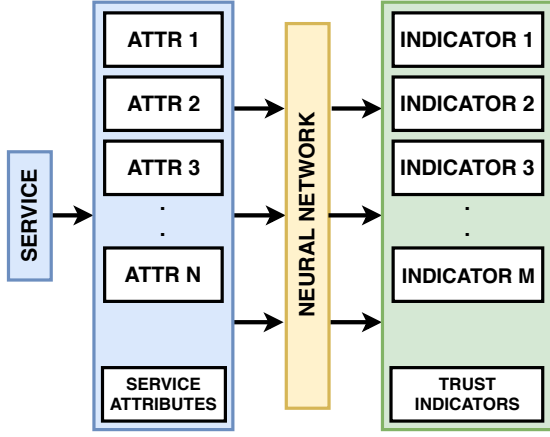 SERVICE
ATTR 1
ATTR 2
ATTR 3
.
.
ATTR N
SERVICE
ATTRIBUTES
NEURAL NETWORK
INDICATOR 1
INDICATOR 2
INDICATOR 3
.
.
INDICATOR M
TRUST
INDICATORS